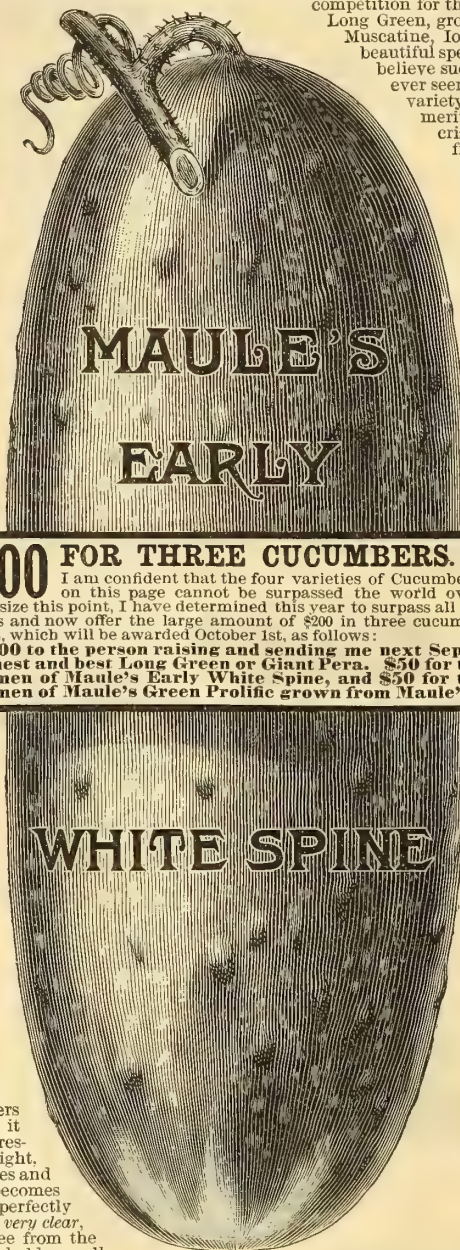 competition for th
Long Green, gro
Muscatine, Io
beautiful spe
believe suc
ever seen
variety
meri
cris
f
MAULE'S
EARLY
00 FOR THREE CUCUMBERS.
I am confident that the four varieties of Cucumbe
on this page cannot be surpassed the world ov
size this point, I have determined this year to surpass all
s and now offer the large amount of $200 in three cucum
, which will be awarded October 1st, as follows:
00 to the person raising and sending me next Sep
nest and best Long Green or Giant Pera. $50 for t
men of Maule's Early White Spine, and $50 for t
men of Maule's Green Prolific grown from Maule'
WHITE SPINE
ers
it
res-
ight,
es and
ecomes
perfectly
very clear,
ee from the